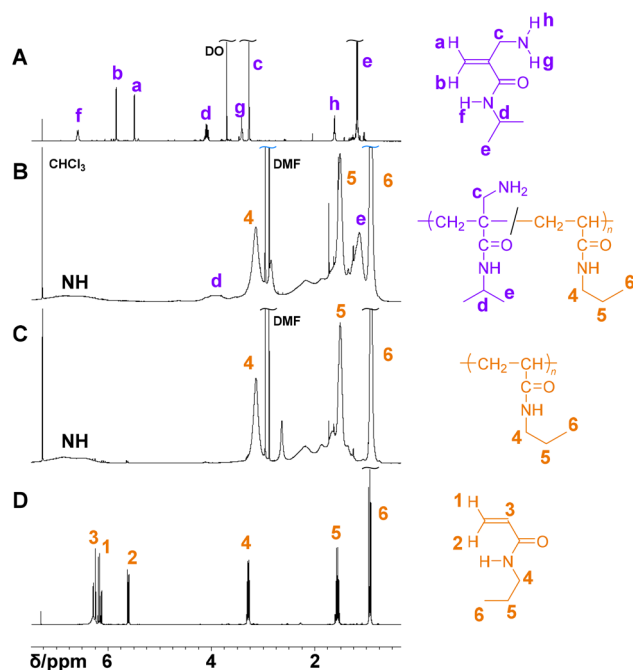 A
DO
c
e
b
a
f
d
g
h
h
H
c
N
a
H
H
g
b
H
O
H
N
f
d
e
B
CHCl3
DMF
5
6
4
e
NH
d
c
NH2
(CH2 C CH2 CH)n
C=O
C=O
NH
NH
d
e
4
5
6
C
DMF
5
4
6
NH
(CH2 CH)n
C=O
NH
4
5
6
D
3
1
2
4
5
6
1
H
3
2
H
O
H
N
4
6
5
δ/ppm
6
4
2